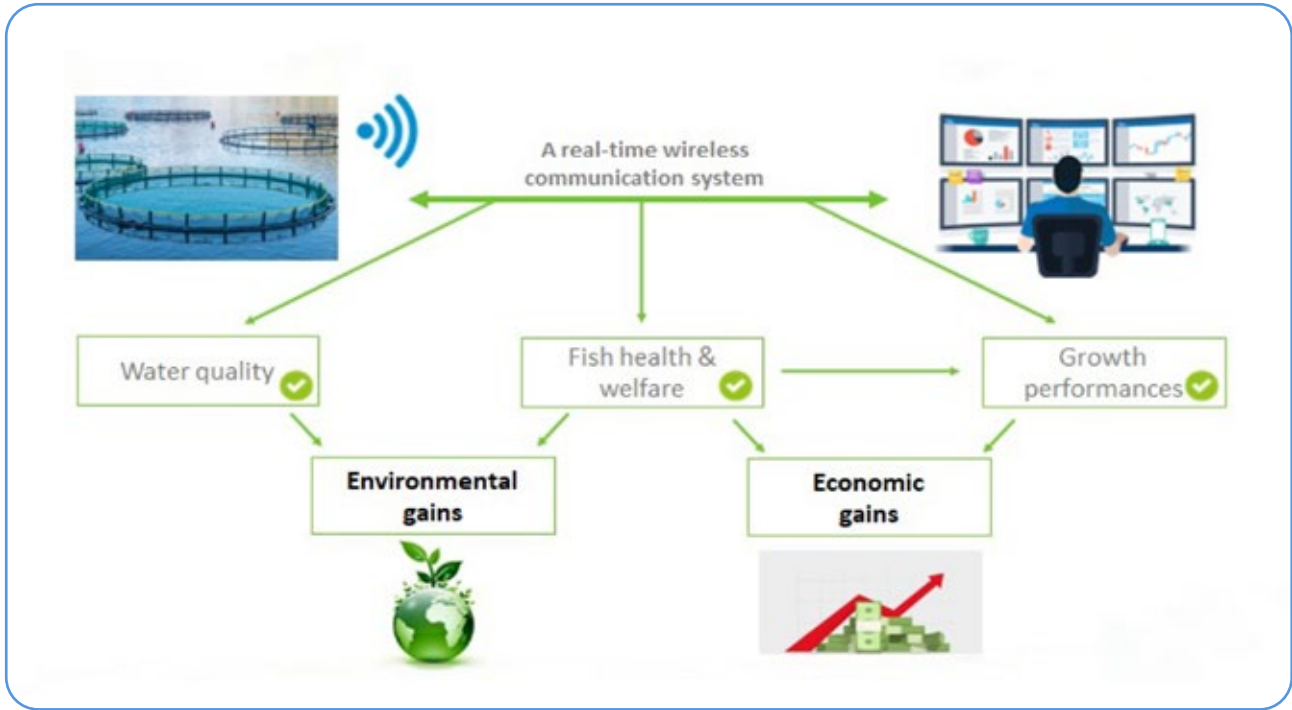 A real-time wireless
communication system
Water quality
Fish health &
welfare
Growth
performances
Environmental
gains
Economic
gains